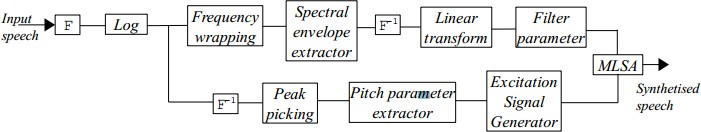 Input
speech
F
Log
Frequency
wrapping
Spectral
envelope
extractor
F⁻¹
Linear
transform
Filter
parameter
MLSA
Synthetised
speech
F⁻¹
Peak
picking
Pitch parameter
extractor
Excitation
Signal
Generator